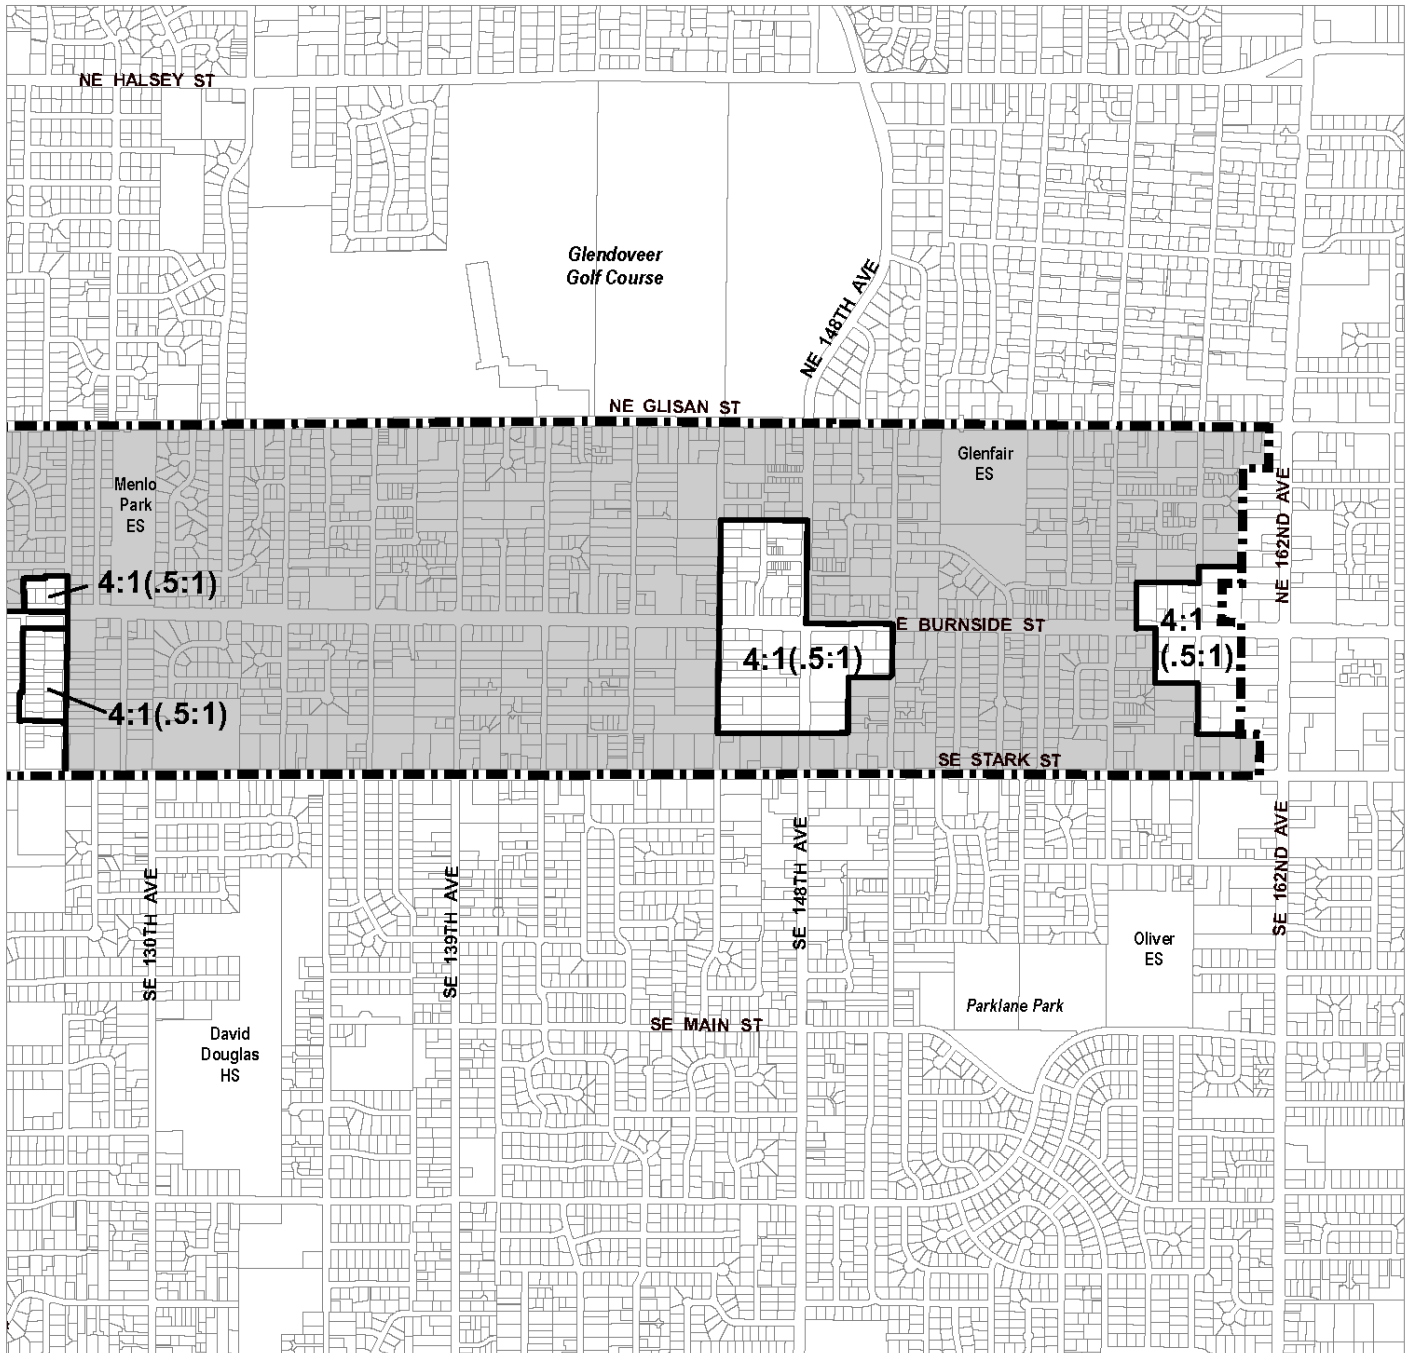 NE HALSEY ST
Glendoveer
Golf Course
NE 148TH AVE
NE GLISAN ST
Glenfair
ES
Menlo
Park
ES
NE 162ND AVE
4:1(.5:1)
E BURNSIDE ST
4:1
(.5:1)
4:1(.5:1)
4:1(.5:1)
SE STARK ST
SE 130TH AVE
SE 139TH AVE
SE 148TH AVE
SE 162ND AVE
Oliver
ES
Parklane Park
SE MAIN ST
David
Douglas
HS